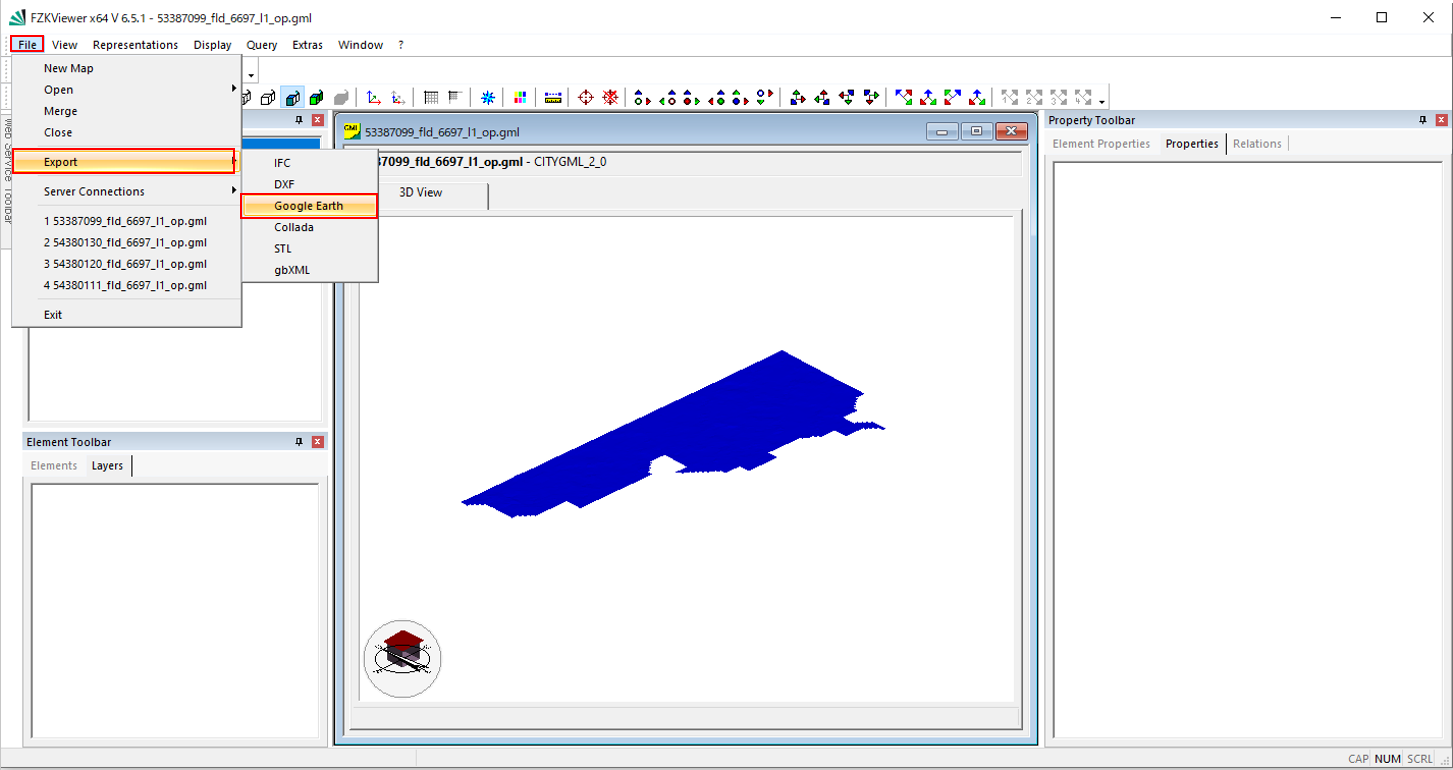 FZKViewer x64 V 6.5.1 - 53387099_fld_6697_l1_op.gml
File View Representations Display Query Extras Window ?
New Map
Open
Merge
Close
Export
Server Connections
1 53387099_fld_6697_l1_op.gml
2 54380130_fld_6697_l1_op.gml
3 54380120_fld_6697_l1_op.gml
4 54380111_fld_6697_l1_op.gml
Exit
IFC
DXF
Google Earth
Collada
STL
gbXML
Web Service Toolbar
GML 53387099_fld_6697_l1_op.gml
87099_fld_6697_l1_op.gml - CITYGML_2_0
3D View
Property Toolbar
Element Properties Properties Relations
Element Toolbar
Elements Layers
CAP NUM SCRL